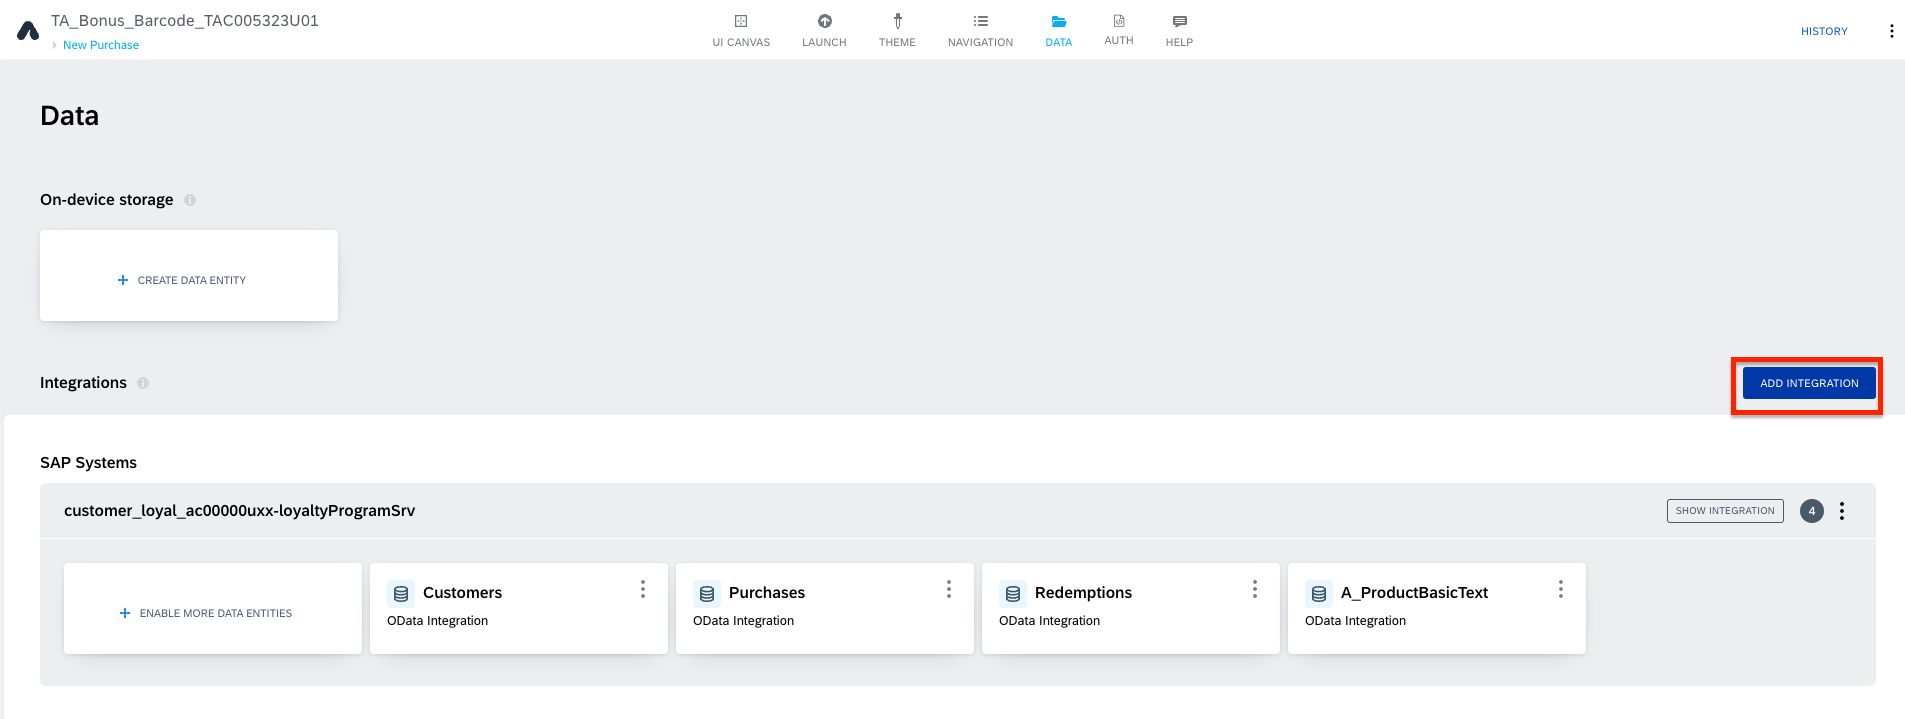 TA_Bonus_Barcode_TAC005323U01
New Purchase
UI CANVAS
LAUNCH
THEME
NAVIGATION
DATA
AUTH
HELP
HISTORY
Data
On-device storage
CREATE DATA ENTITY
Integrations
ADD INTEGRATION
SAP Systems
customer_loyal_ac00000uxx-loyaltyProgramSrv
SHOW INTEGRATION
4
ENABLE MORE DATA ENTITIES
Customers
OData Integration
Purchases
OData Integration
Redemptions
OData Integration
A_ProductBasicText
OData Integration